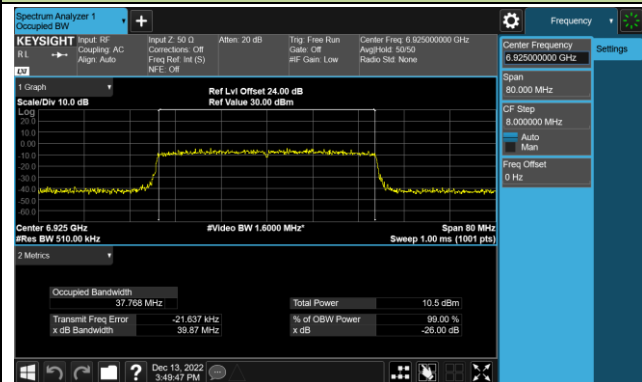 Spectrum Analyzer 1
Occupied BW
+
Frequency
KEYSIGHT
RL
LXI
Input: RF
Coupling: AC
Align: Auto
Input Z: 50 Ω
Corrections: Off
Freq Ref: Int (S)
NFE: Off
Atten: 20 dB
Trig: Free Run
Gate: Off
#IF Gain: Low
Center Freq: 6.925000000 GHz
Avg|Hold: 50/50
Radio Std: None
Center Frequency
6.925000000 GHz
Settings
Span
80.000 MHz
CF Step
8.000000 MHz
Auto
Man
Freq Offset
0 Hz
1 Graph
Scale/Div 10.0 dB
Ref Lvl Offset 24.00 dB
Ref Value 30.00 dBm
Log
20.0
10.0
0.00
-10.0
-20.0
-30.0
-40.0
-50.0
-60.0
Center 6.925 GHz
#Video BW 1.6000 MHz*
Span 80 MHz
#Res BW 510.00 kHz
Sweep 1.00 ms (1001 pts)
2 Metrics
Occupied Bandwidth
37.768 MHz
Total Power 10.5 dBm
Transmit Freq Error -21.637 kHz
% of OBW Power 99.00 %
x dB Bandwidth 39.87 MHz
x dB -26.00 dB
?
Dec 13, 2022
3:49:47 PM